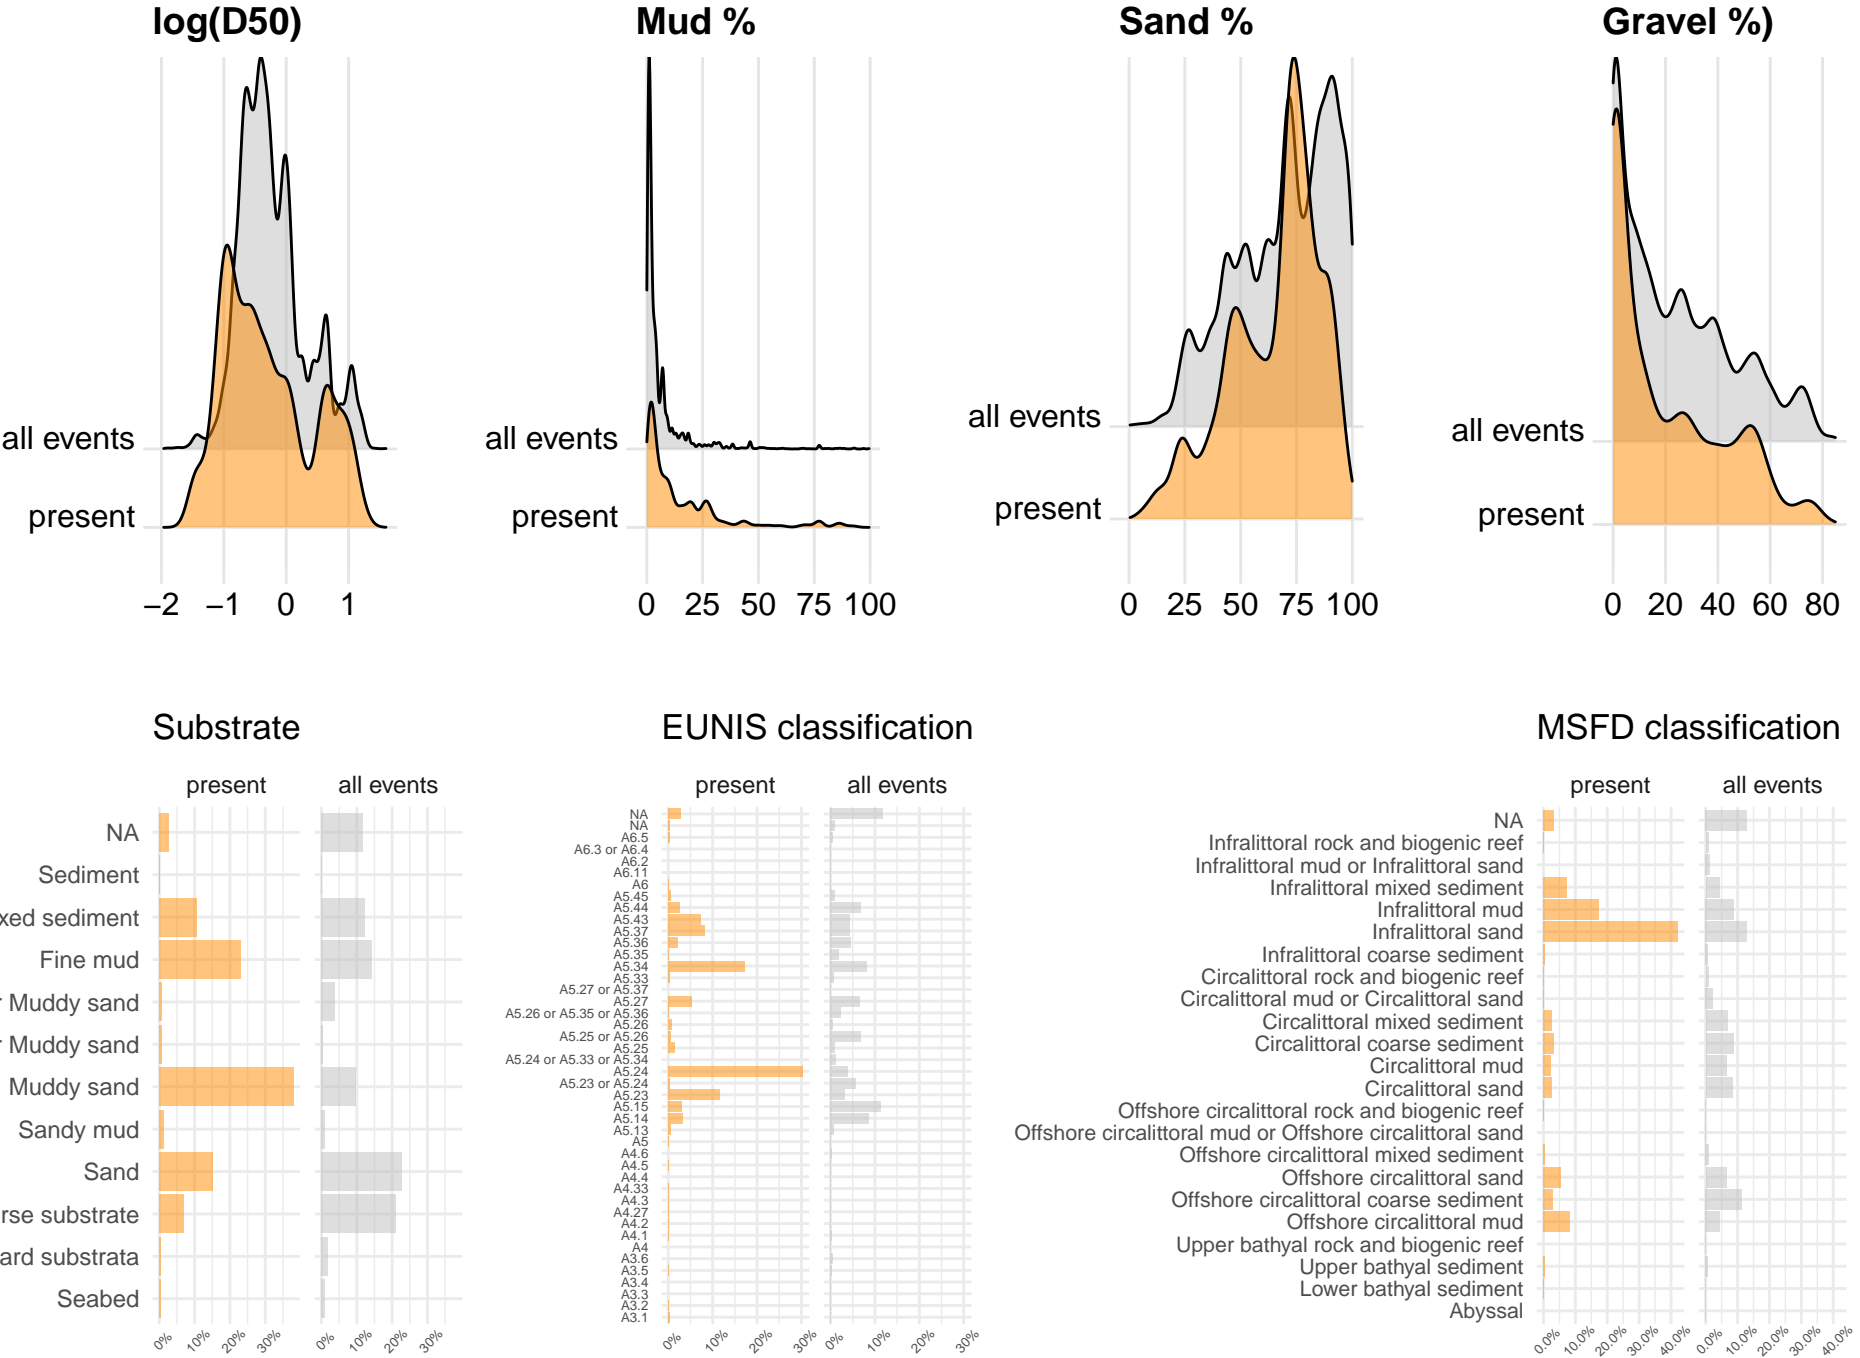 log(D50) Mud % Sand % Gravel %)
all events all events all events all events
present present present present
−2 −1 0 1 0 25 50 75 100 0 25 50 75 100 0 20 40 60 80
Substrate EUNIS classification MSFD classification
present all events
NA
Sediment
xed sediment
Fine mud
r Muddy sand
r Muddy sand
Muddy sand
Sandy mud
Sand
rse substrate
ard substrata
Seabed
0% 10% 20% 30% 0% 10% 20% 30%
present all events
NA
NA
A6.5
A6.3 or A6.4
A6.2
A6.11
A6
A5.45
A5.44
A5.43
A5.37
A5.36
A5.35
A5.34
A5.33
A5.27 or A5.37
A5.27
A5.26 or A5.35 or A5.36
A5.26
A5.25 or A5.26
A5.25
A5.24 or A5.33 or A5.34
A5.24
A5.23 or A5.24
A5.23
A5.15
A5.14
A5.13
A5
A4.6
A4.5
A4.4
A4.33
A4.3
A4.27
A4.2
A4.1
A4
A3.6
A3.5
A3.4
A3.3
A3.2
A3.1
0% 10% 20% 30% 0% 10% 20% 30%
present all events
NA
Infralittoral rock and biogenic reef
Infralittoral mud or Infralittoral sand
Infralittoral mixed sediment
Infralittoral mud
Infralittoral sand
Infralittoral coarse sediment
Circalittoral rock and biogenic reef
Circalittoral mud or Circalittoral sand
Circalittoral mixed sediment
Circalittoral coarse sediment
Circalittoral mud
Circalittoral sand
Offshore circalittoral rock and biogenic reef
Offshore circalittoral mud or Offshore circalittoral sand
Offshore circalittoral mixed sediment
Offshore circalittoral sand
Offshore circalittoral coarse sediment
Offshore circalittoral mud
Upper bathyal rock and biogenic reef
Upper bathyal sediment
Lower bathyal sediment
Abyssal
0.0% 10.0% 20.0% 30.0% 40.0% 0.0% 10.0% 20.0% 30.0% 40.0%